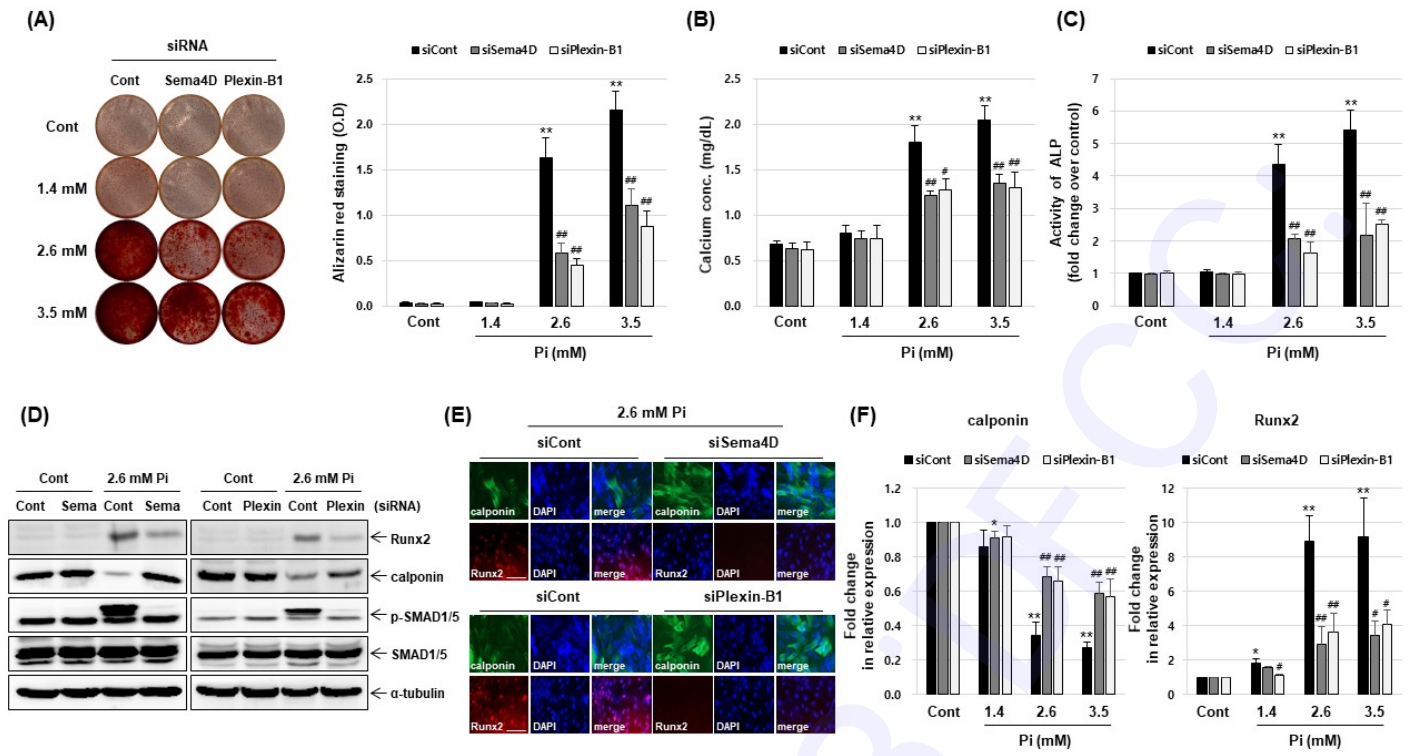 (A)
siRNA
Cont Sema4D Plexin-B1
Cont
1.4 mM
2.6 mM
3.5 mM
siCont siSema4D siPlexin-B1
Alizarin red staining (O.D)
2.5
2.0
1.5
1.0
0.5
0.0
**
##
##
**
##
##
Cont 1.4 2.6 3.5
Pi (mM)
(B)
siCont siSema4D siPlexin-B1
Calcium conc. (mg/dL)
2.5
2.0
1.5
1.0
0.5
0.0
**
##
#
**
##
##
Cont 1.4 2.6 3.5
Pi (mM)
(C)
siCont siSema4D siPlexin-B1
Activity of ALP
(fold change over control)
7
6
5
4
3
2
1
0
**
##
##
**
##
##
Cont 1.4 2.6 3.5
Pi (mM)
(D)
Cont 2.6 mM Pi Cont 2.6 mM Pi
Cont Sema Cont Sema Cont Plexin Cont Plexin (siRNA)
Runx2
calponin
p-SMAD1/5
SMAD1/5
α-tubulin
(E)
2.6 mM Pi
siCont siSema4D
calponin DAPI merge calponin DAPI merge
Runx2 DAPI merge Runx2 DAPI merge
siCont siPlexin-B1
calponin DAPI merge calponin DAPI merge
Runx2 DAPI merge Runx2 DAPI merge
(F)
calponin
siCont siSema4D siPlexin-B1
Fold change
in relative expression
1.2
1.0
0.8
0.6
0.4
0.2
0.0
*
**
##
##
**
##
##
Cont 1.4 2.6 3.5
Pi (mM)
Runx2
siCont siSema4D siPlexin-B1
Fold change
in relative expression
12
10
8
6
4
2
0
*
#
**
##
##
**
#
#
Cont 1.4 2.6 3.5
Pi (mM)